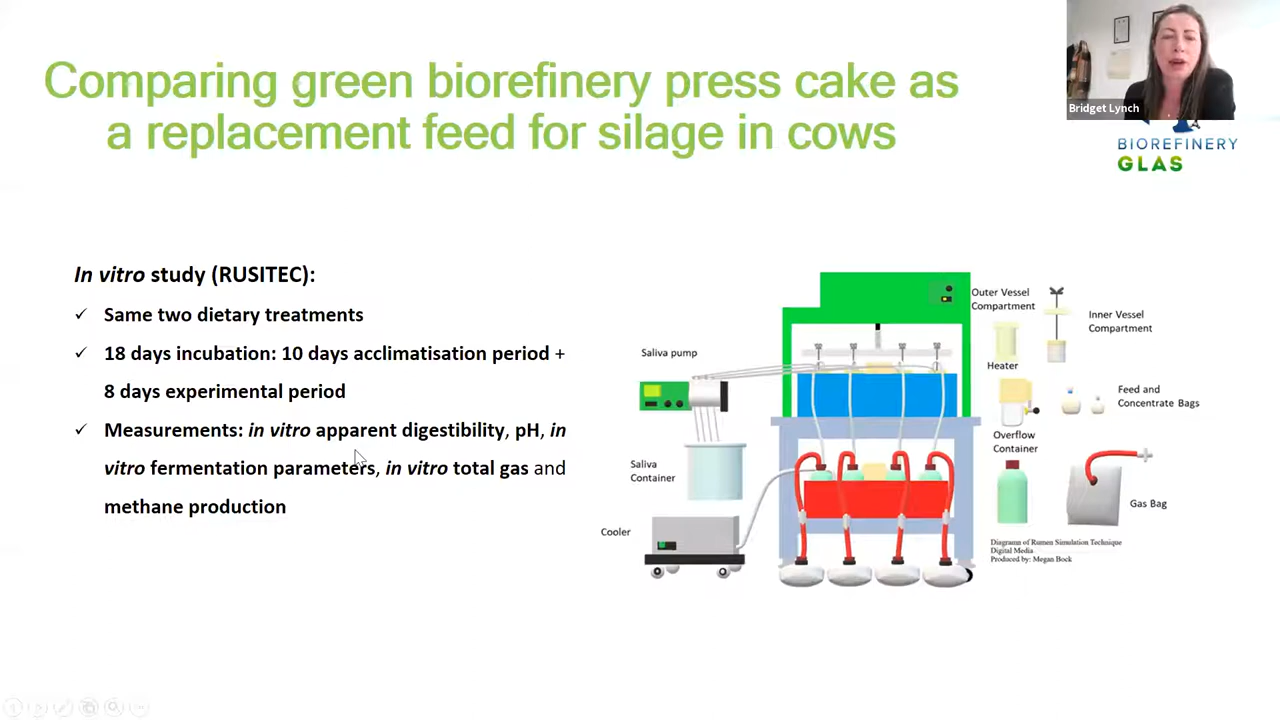 Comparing green biorefinery press cake as
a replacement feed for silage in cows
Bridget Lynch
BIOREFINERY
GLAS
In vitro study (RUSITEC):
✓ Same two dietary treatments
✓ 18 days incubation: 10 days acclimatisation period +
8 days experimental period
✓ Measurements: in vitro apparent digestibility, pH, in
vitro fermentation parameters, in vitro total gas and
methane production
Saliva pump
Saliva
Container
Cooler
Outer Vessel
Compartment
Inner Vessel
Compartment
Heater
Feed and
Concentrate Bags
Overflow
Container
Gas Bag
Diagrams of Rumen Simulation Technique
Digital Media
Produced by: Megan Bock